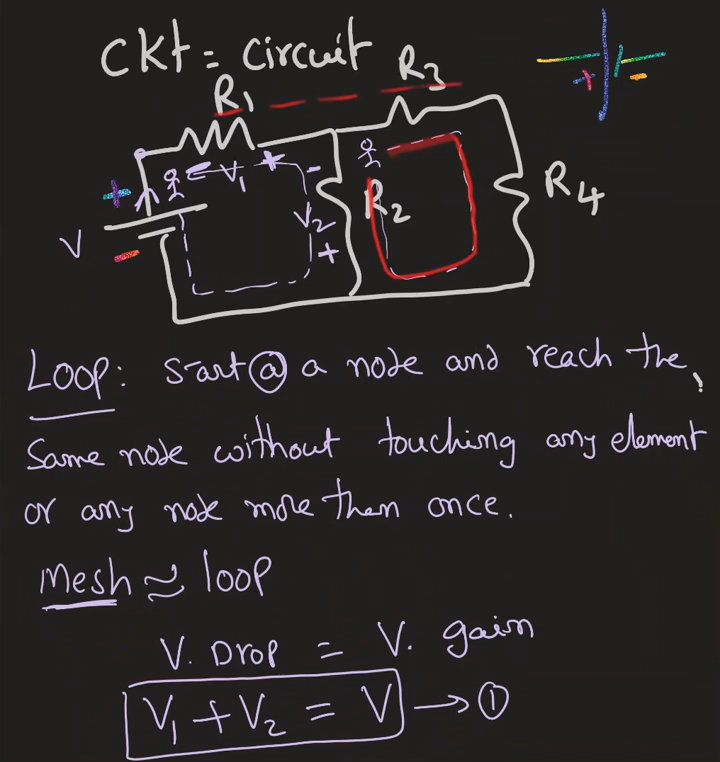 CKt = Circuit
R1 R3
+ -
+ V1 + -
V2
R2
R4
V
- +
Loop: Start @ a node and reach the
Same node without touching any element
or any node more then once.
Mesh ≈ loop
V. Drop = V. gain
V1 + V2 = V → ①